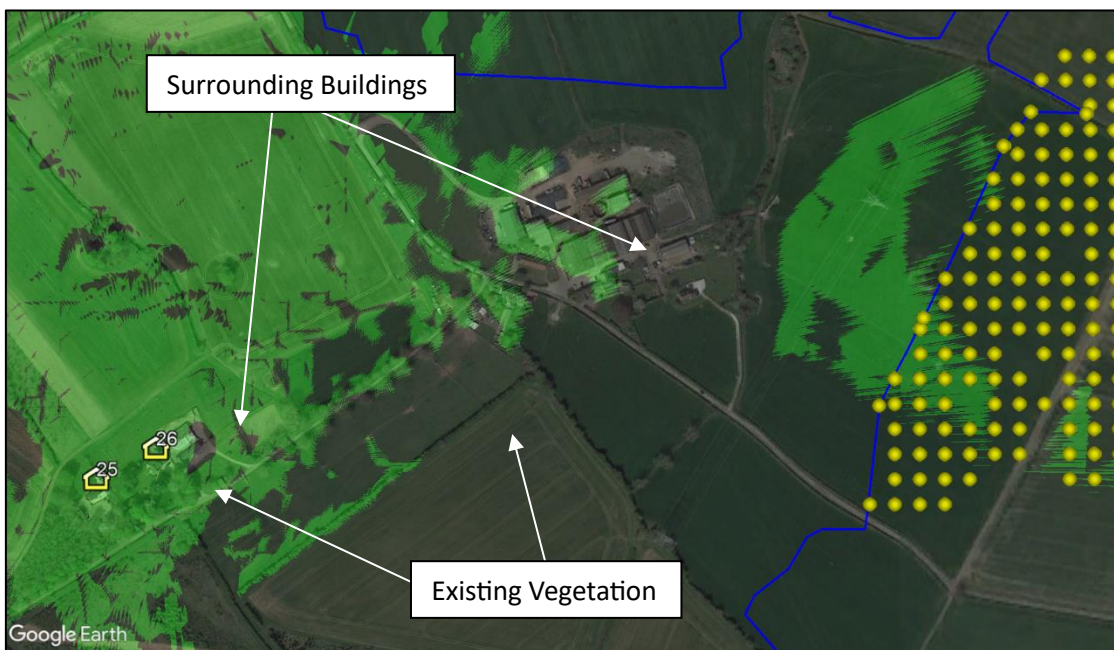 Surrounding Buildings
26
25
Existing Vegetation
Google Earth